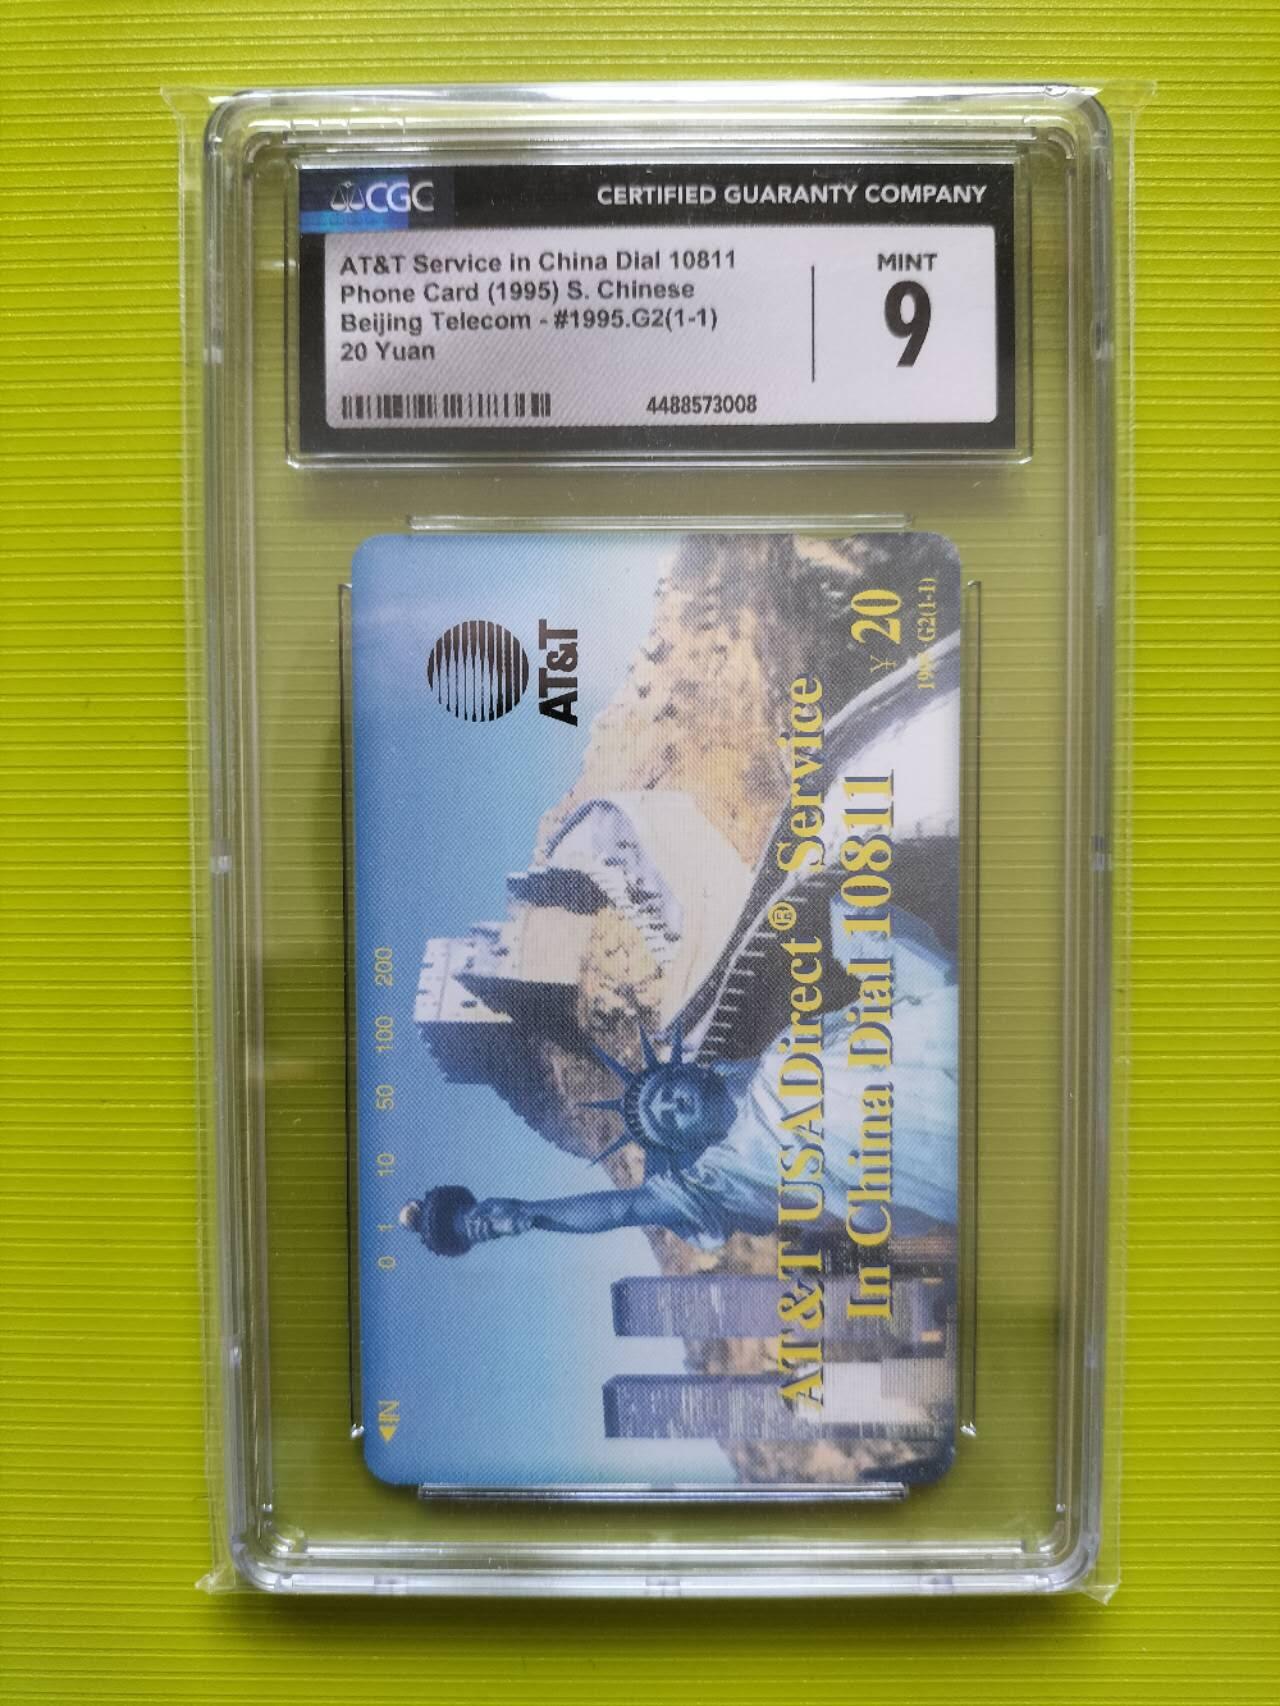 CGC
CERTIFIED GUARANTY COMPANY
AT&T Service in China Dial 10811
Phone Card (1995) S. Chinese
Beijing Telecom - #1995.G2(1-1)
20 Yuan
MINT
9
4488573008
AT&T
0 1 10 50 100 200
◀IN
AT&T USADirect® Service
In China Dial 10811
¥ 20
G2(1-1)